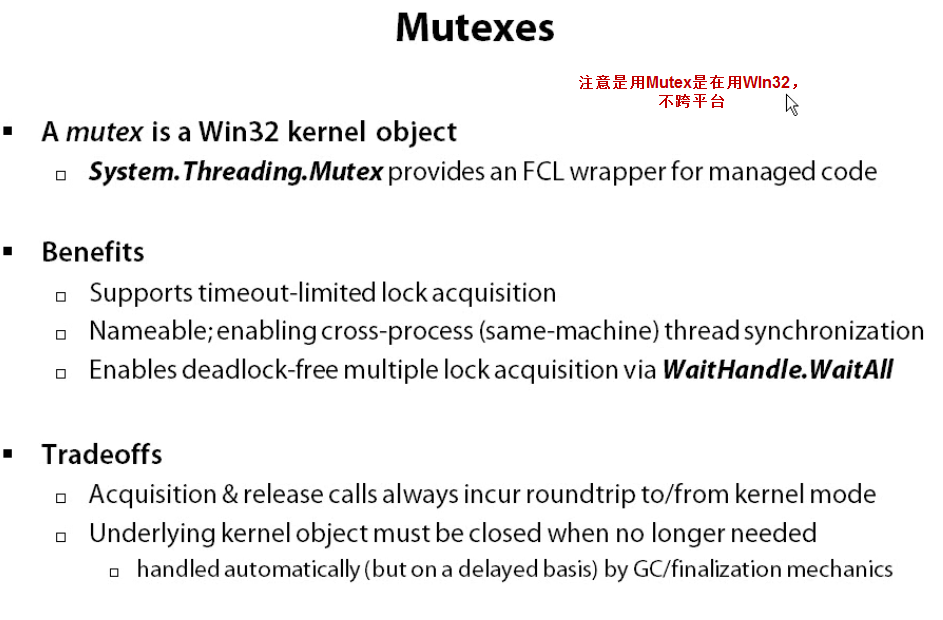 Mutexes
注意是用Mutex是在用WIn32，
不跨平台
A mutex is a Win32 kernel object
System.Threading.Mutex provides an FCL wrapper for managed code
Benefits
Supports timeout-limited lock acquisition
Nameable; enabling cross-process (same-machine) thread synchronization
Enables deadlock-free multiple lock acquisition via WaitHandle.WaitAll
Tradeoffs
Acquisition & release calls always incur roundtrip to/from kernel mode
Underlying kernel object must be closed when no longer needed
handled automatically (but on a delayed basis) by GC/finalization mechanics